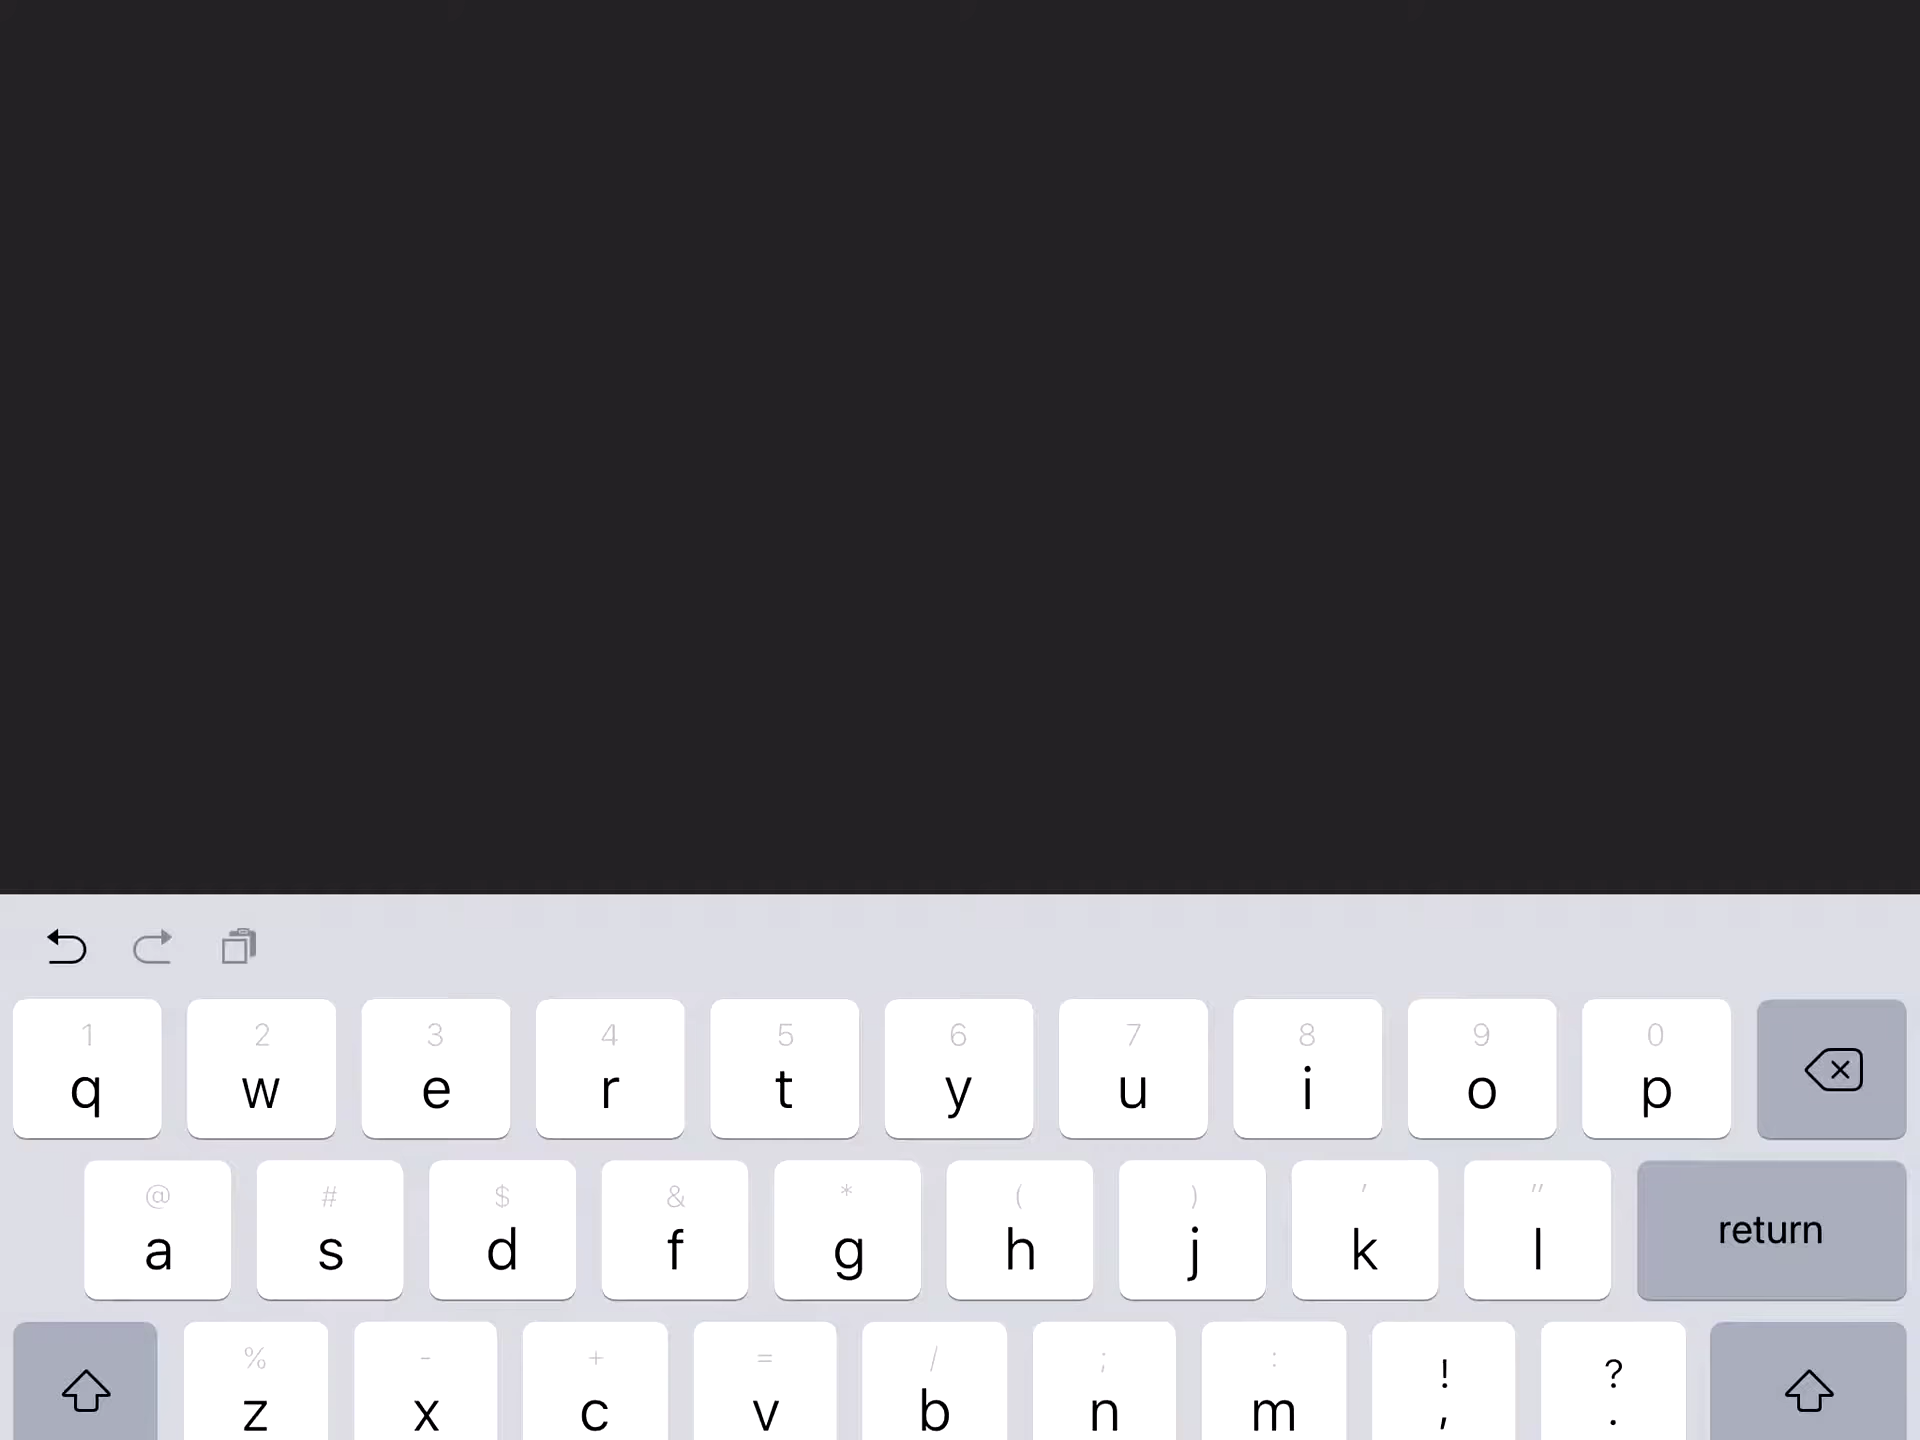 1 2 3 4 5 6 7 8 9 0
q w e r t y u i o p
@ # $ & * ( ) ' "
a s d f g h j k l return
% - + = / ; : ! ?
z x c v b n m , .